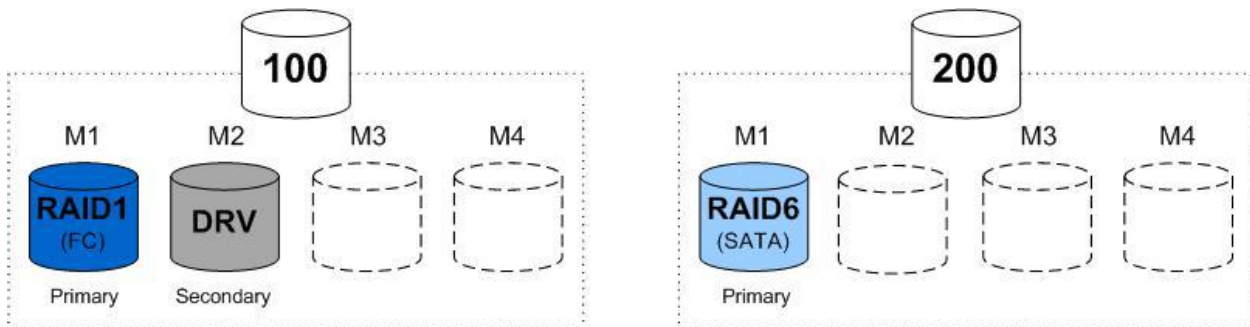 100
M1 M2 M3 M4
RAID1
(FC)
DRV
Primary Secondary
200
M1 M2 M3 M4
RAID6
(SATA)
Primary